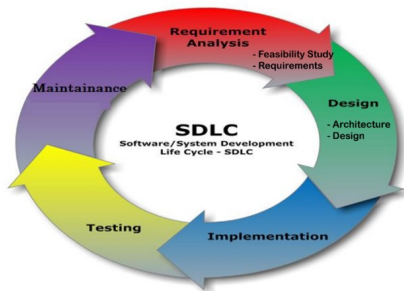 Requirement
Analysis
- Feasibility Study
- Requirements
Design
- Architecture
- Design
Implementation
Testing
Maintainance
SDLC
Software/System Development
Life Cycle - SDLC